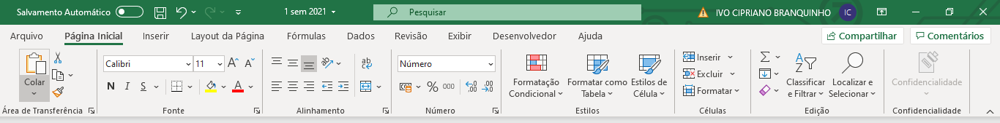 Salvamento Automático 1 sem 2021 Pesquisar IVO CIPRIANO BRANQUINHO IC
Arquivo Página Inicial Inserir Layout da Página Fórmulas Dados Revisão Exibir Desenvolvedor Ajuda Compartilhar Comentários
Colar
Calibri 11
N I S A
ab
Número
% 000
Formatação Condicional
Formatar como Tabela
Estilos de Célula
Inserir
Excluir
Formatar
Classificar e Filtrar
Localizar e Selecionar
Confidencialidade
Área de Transferência Fonte Alinhamento Número Estilos Células Edição Confidencialidade